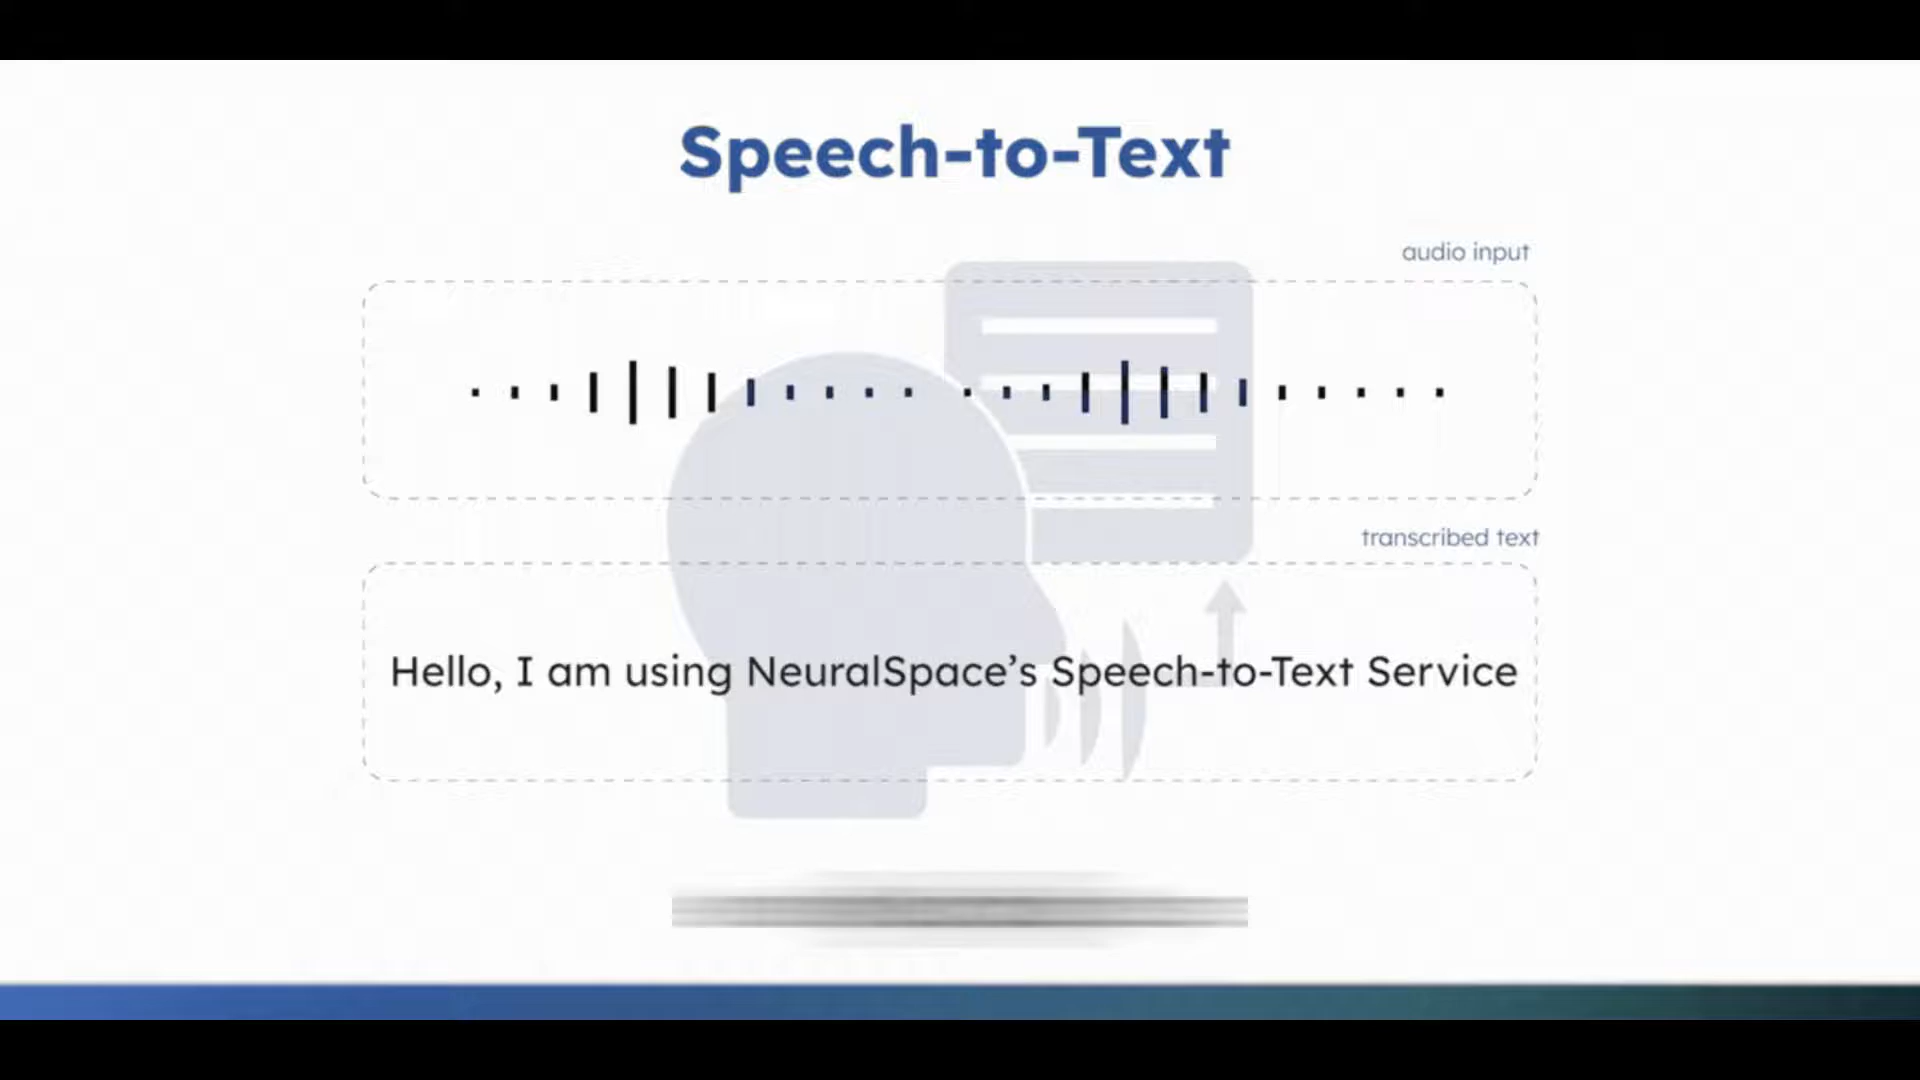 Speech-to-Text
audio input
transcribed text
Hello, I am using NeuralSpace’s Speech-to-Text Service